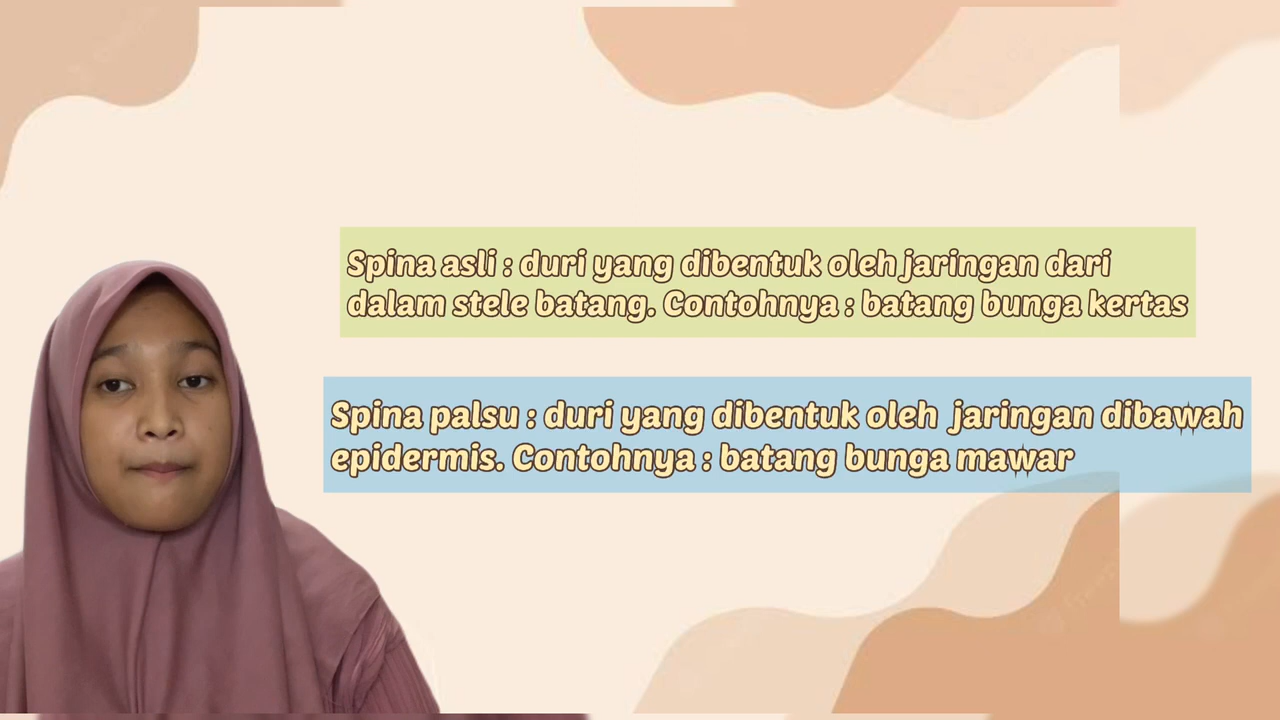 Spina asli : duri yang dibentuk oleh jaringan dari
dalam stele batang. Contohnya : batang bunga kertas
Spina palsu : duri yang dibentuk oleh jaringan dibawah
epidermis. Contohnya : batang bunga mawar